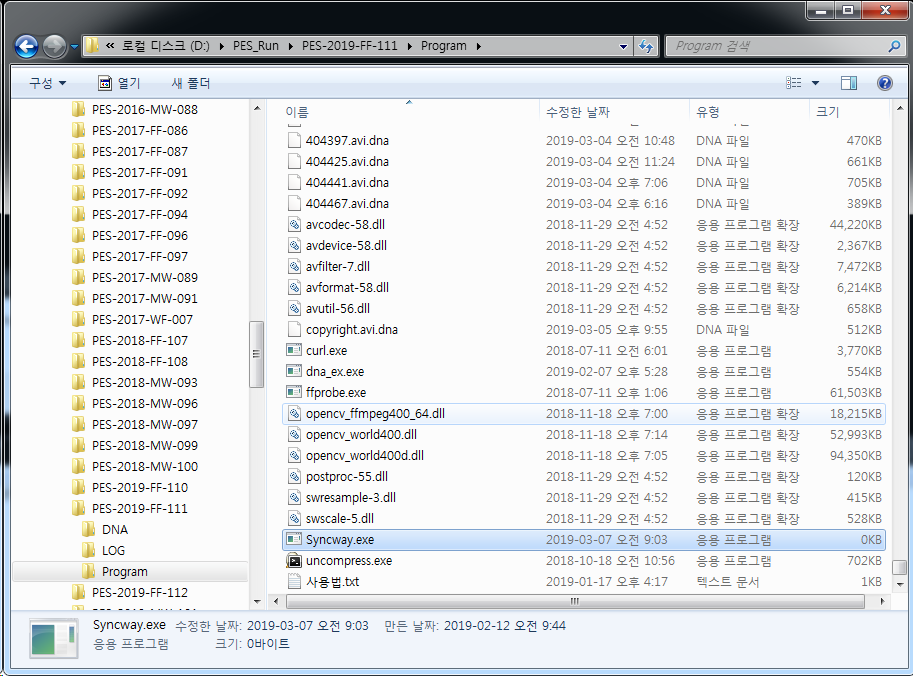 « 로컬 디스크 (D:) ▸ PES_Run ▸ PES-2019-FF-111 ▸ Program ▸
Program 검색
구성 열기 새 폴더
PES-2016-MW-088
PES-2017-FF-086
PES-2017-FF-087
PES-2017-FF-091
PES-2017-FF-092
PES-2017-FF-094
PES-2017-FF-096
PES-2017-FF-097
PES-2017-MW-089
PES-2017-MW-091
PES-2017-WF-007
PES-2018-FF-107
PES-2018-FF-108
PES-2018-MW-093
PES-2018-MW-096
PES-2018-MW-097
PES-2018-MW-099
PES-2018-MW-100
PES-2019-FF-110
PES-2019-FF-111
DNA
LOG
Program
PES-2019-FF-112
이름 수정한 날짜 유형 크기
404397.avi.dna 2019-03-04 오전 10:48 DNA 파일 470KB
404425.avi.dna 2019-03-04 오전 11:24 DNA 파일 661KB
404441.avi.dna 2019-03-04 오후 7:06 DNA 파일 705KB
404467.avi.dna 2019-03-04 오후 6:16 DNA 파일 389KB
avcodec-58.dll 2018-11-29 오전 4:52 응용 프로그램 확장 44,220KB
avdevice-58.dll 2018-11-29 오전 4:52 응용 프로그램 확장 2,367KB
avfilter-7.dll 2018-11-29 오전 4:52 응용 프로그램 확장 7,472KB
avformat-58.dll 2018-11-29 오전 4:52 응용 프로그램 확장 6,214KB
avutil-56.dll 2018-11-29 오전 4:52 응용 프로그램 확장 658KB
copyright.avi.dna 2019-03-05 오후 9:55 DNA 파일 512KB
curl.exe 2018-07-11 오전 6:01 응용 프로그램 3,770KB
dna_ex.exe 2019-02-07 오후 5:28 응용 프로그램 554KB
ffprobe.exe 2018-07-11 오후 1:06 응용 프로그램 61,503KB
opencv_ffmpeg400_64.dll 2018-11-18 오후 7:00 응용 프로그램 확장 18,215KB
opencv_world400.dll 2018-11-18 오후 7:14 응용 프로그램 확장 52,993KB
opencv_world400d.dll 2018-11-18 오후 7:05 응용 프로그램 확장 94,350KB
postproc-55.dll 2018-11-29 오전 4:52 응용 프로그램 확장 120KB
swresample-3.dll 2018-11-29 오전 4:52 응용 프로그램 확장 415KB
swscale-5.dll 2018-11-29 오전 4:52 응용 프로그램 확장 528KB
Syncway.exe 2019-03-07 오전 9:03 응용 프로그램 0KB
uncompress.exe 2018-10-18 오전 10:56 응용 프로그램 702KB
사용법.txt 2019-01-17 오후 4:17 텍스트 문서 1KB
Syncway.exe 수정한 날짜: 2019-03-07 오전 9:03 만든 날짜: 2019-02-12 오전 9:44
응용 프로그램 크기: 0바이트